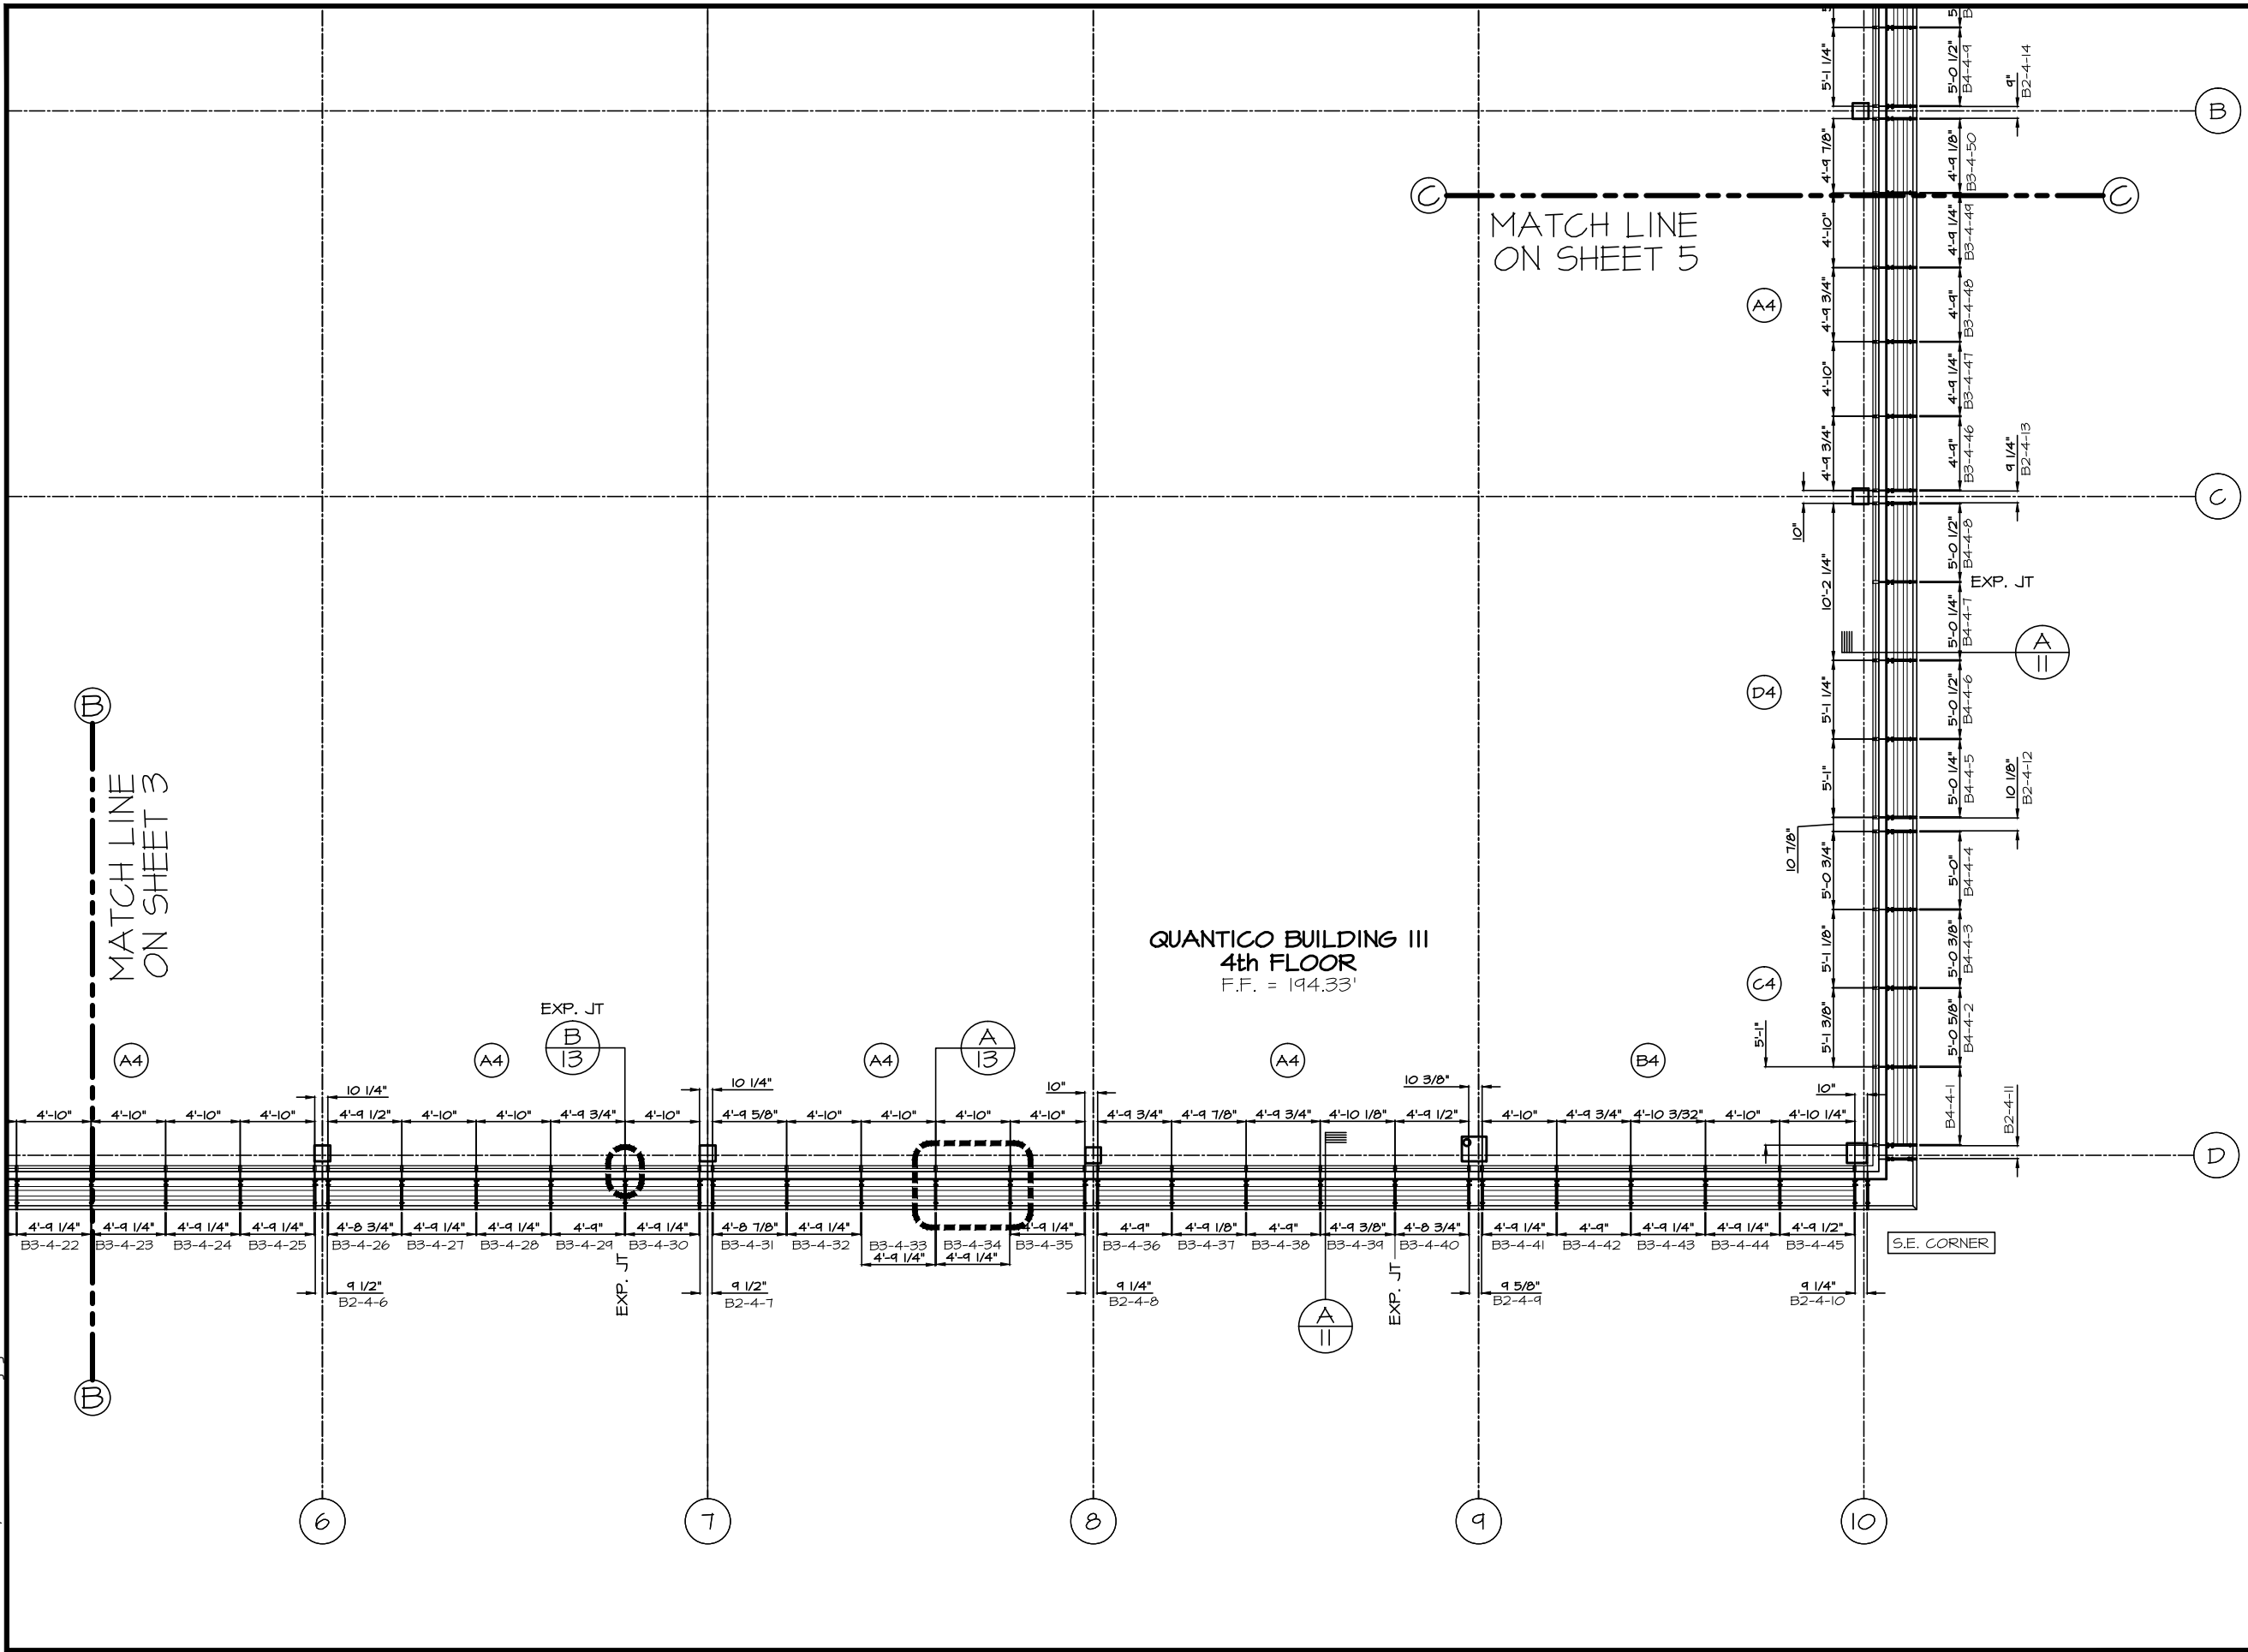 5'-1 1/4"
5'-0 1/2"
B4-4-9
9"
B2-4-14
B
4'-9 7/8"
4'-9 1/8"
B3-4-50
C
C
MATCH LINE
ON SHEET 5
4'-10"
4'-9 1/4"
B3-4-49
A4
4'-9 3/4"
4'-9"
B3-4-48
4'-10"
4'-9 1/4"
B3-4-47
4'-9 3/4"
4'-9"
B3-4-46
9 1/4"
B2-4-13
C
10"
5'-0 1/2"
B4-4-8
EXP. JT
10'-2 1/4"
5'-0 1/4"
B4-4-7
A
11
D4
5'-1 1/4"
5'-0 1/2"
B4-4-6
B
MATCH LINE
ON SHEET 3
5'-1"
5'-0 1/4"
B4-4-5
10 1/8"
B2-4-12
10 7/8"
5'-0 3/4"
5'-0"
B4-4-4
QUANTICO BUILDING III
4th FLOOR
F.F. = 194.33'
5'-1 1/8"
5'-0 3/8"
B4-4-3
C4
5'-1"
5'-1 3/8"
5'-0 5/8"
B4-4-2
EXP. JT
B
13
A
13
A4
A4
A4
A4
B4
B4-4-1
B2-4-11
10 1/4"
10 1/4"
10"
10 3/8"
10"
4'-10"
4'-10"
4'-10"
4'-10"
4'-9 1/2"
4'-10"
4'-10"
4'-9 3/4"
4'-10"
4'-9 5/8"
4'-10"
4'-10"
4'-10"
4'-10"
4'-9 3/4"
4'-9 7/8"
4'-9 3/4"
4'-10 1/8"
4'-9 1/2"
4'-10"
4'-9 3/4"
4'-10 3/32"
4'-10"
4'-10 1/4"
D
4'-9 1/4"
4'-9 1/4"
4'-9 1/4"
4'-9 1/4"
4'-8 3/4"
4'-9 1/4"
4'-9 1/4"
4'-9"
4'-9 1/4"
4'-8 7/8"
4'-9 1/4"
4'-9 1/4"
4'-9"
4'-9 1/8"
4'-9"
4'-9 3/8"
4'-8 3/4"
4'-9 1/4"
4'-9"
4'-9 1/4"
4'-9 1/4"
4'-9 1/2"
B3-4-22
B3-4-23
B3-4-24
B3-4-25
B3-4-26
B3-4-27
B3-4-28
B3-4-29
B3-4-30
B3-4-31
B3-4-32
B3-4-33
B3-4-34
B3-4-35
B3-4-36
B3-4-37
B3-4-38
B3-4-39
B3-4-40
B3-4-41
B3-4-42
B3-4-43
B3-4-44
B3-4-45
S.E. CORNER
4'-9 1/4"
4'-9 1/4"
EXP. JT
EXP. JT
9 1/2"
B2-4-6
9 1/2"
B2-4-7
9 1/4"
B2-4-8
9 5/8"
B2-4-9
9 1/4"
B2-4-10
A
11
B
6
7
8
9
10